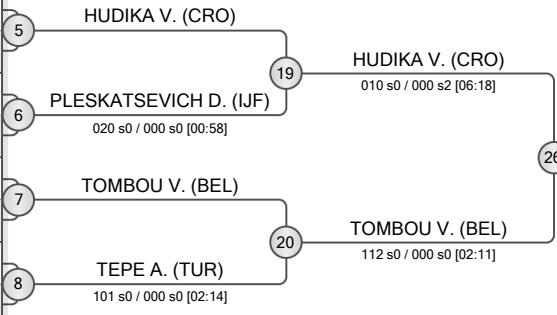 HUDIKA V. (CRO)
5
19
HUDIKA V. (CRO)
010 s0 / 000 s2 [06:18]
PLESKATSEVICH D. (IJF)
6
020 s0 / 000 s0 [00:58]
26
TOMBOU V. (BEL)
7
20
TOMBOU V. (BEL)
112 s0 / 000 s0 [02:11]
TEPE A. (TUR)
8
101 s0 / 000 s0 [02:14]